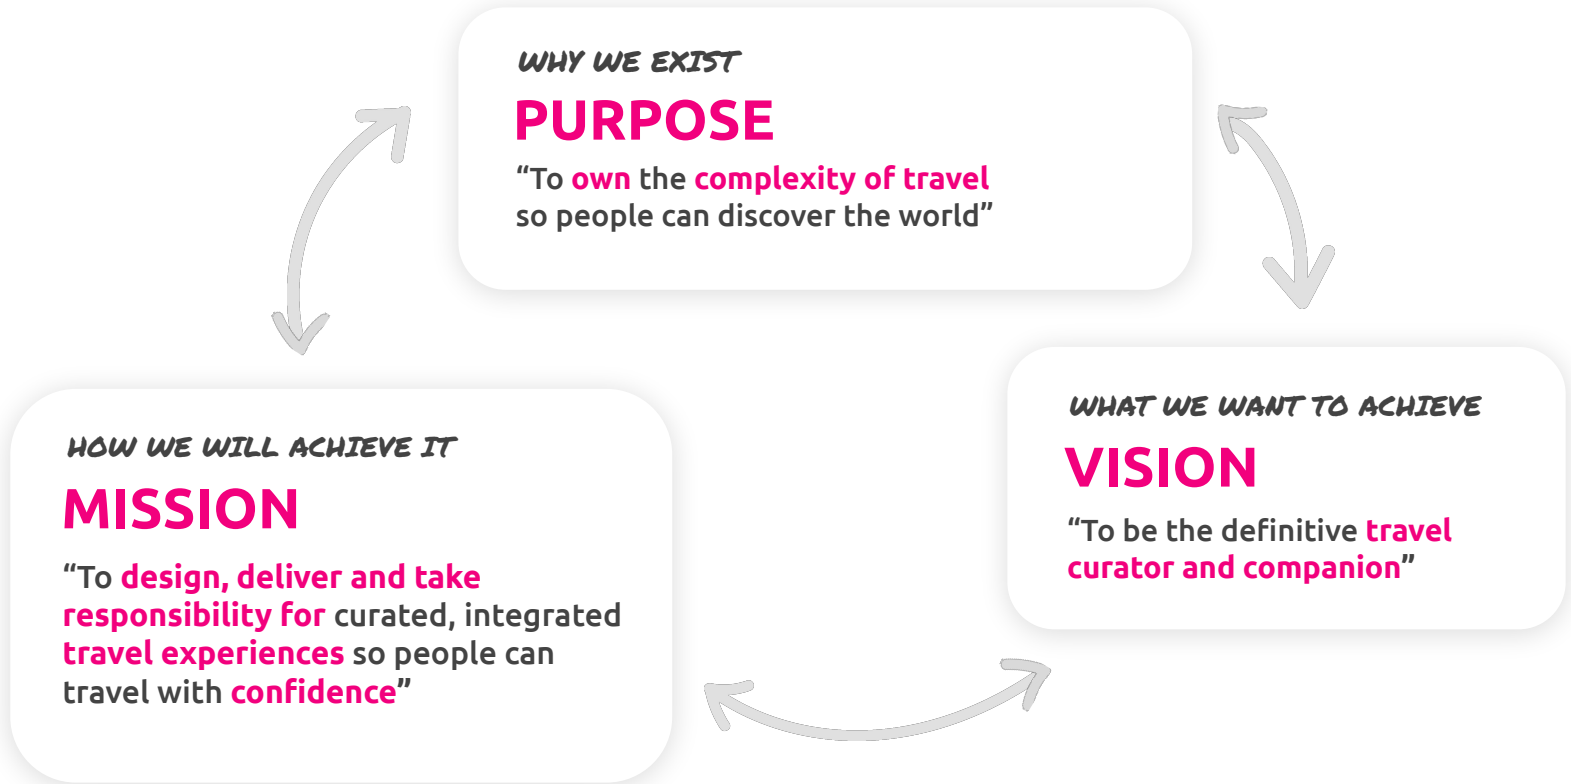 WHY WE EXIST
PURPOSE
“To own the complexity of travel
so people can discover the world”
HOW WE WILL ACHIEVE IT
MISSION
“To design, deliver and take
responsibility for curated, integrated
travel experiences so people can
travel with confidence”
WHAT WE WANT TO ACHIEVE
VISION
“To be the definitive travel
curator and companion”